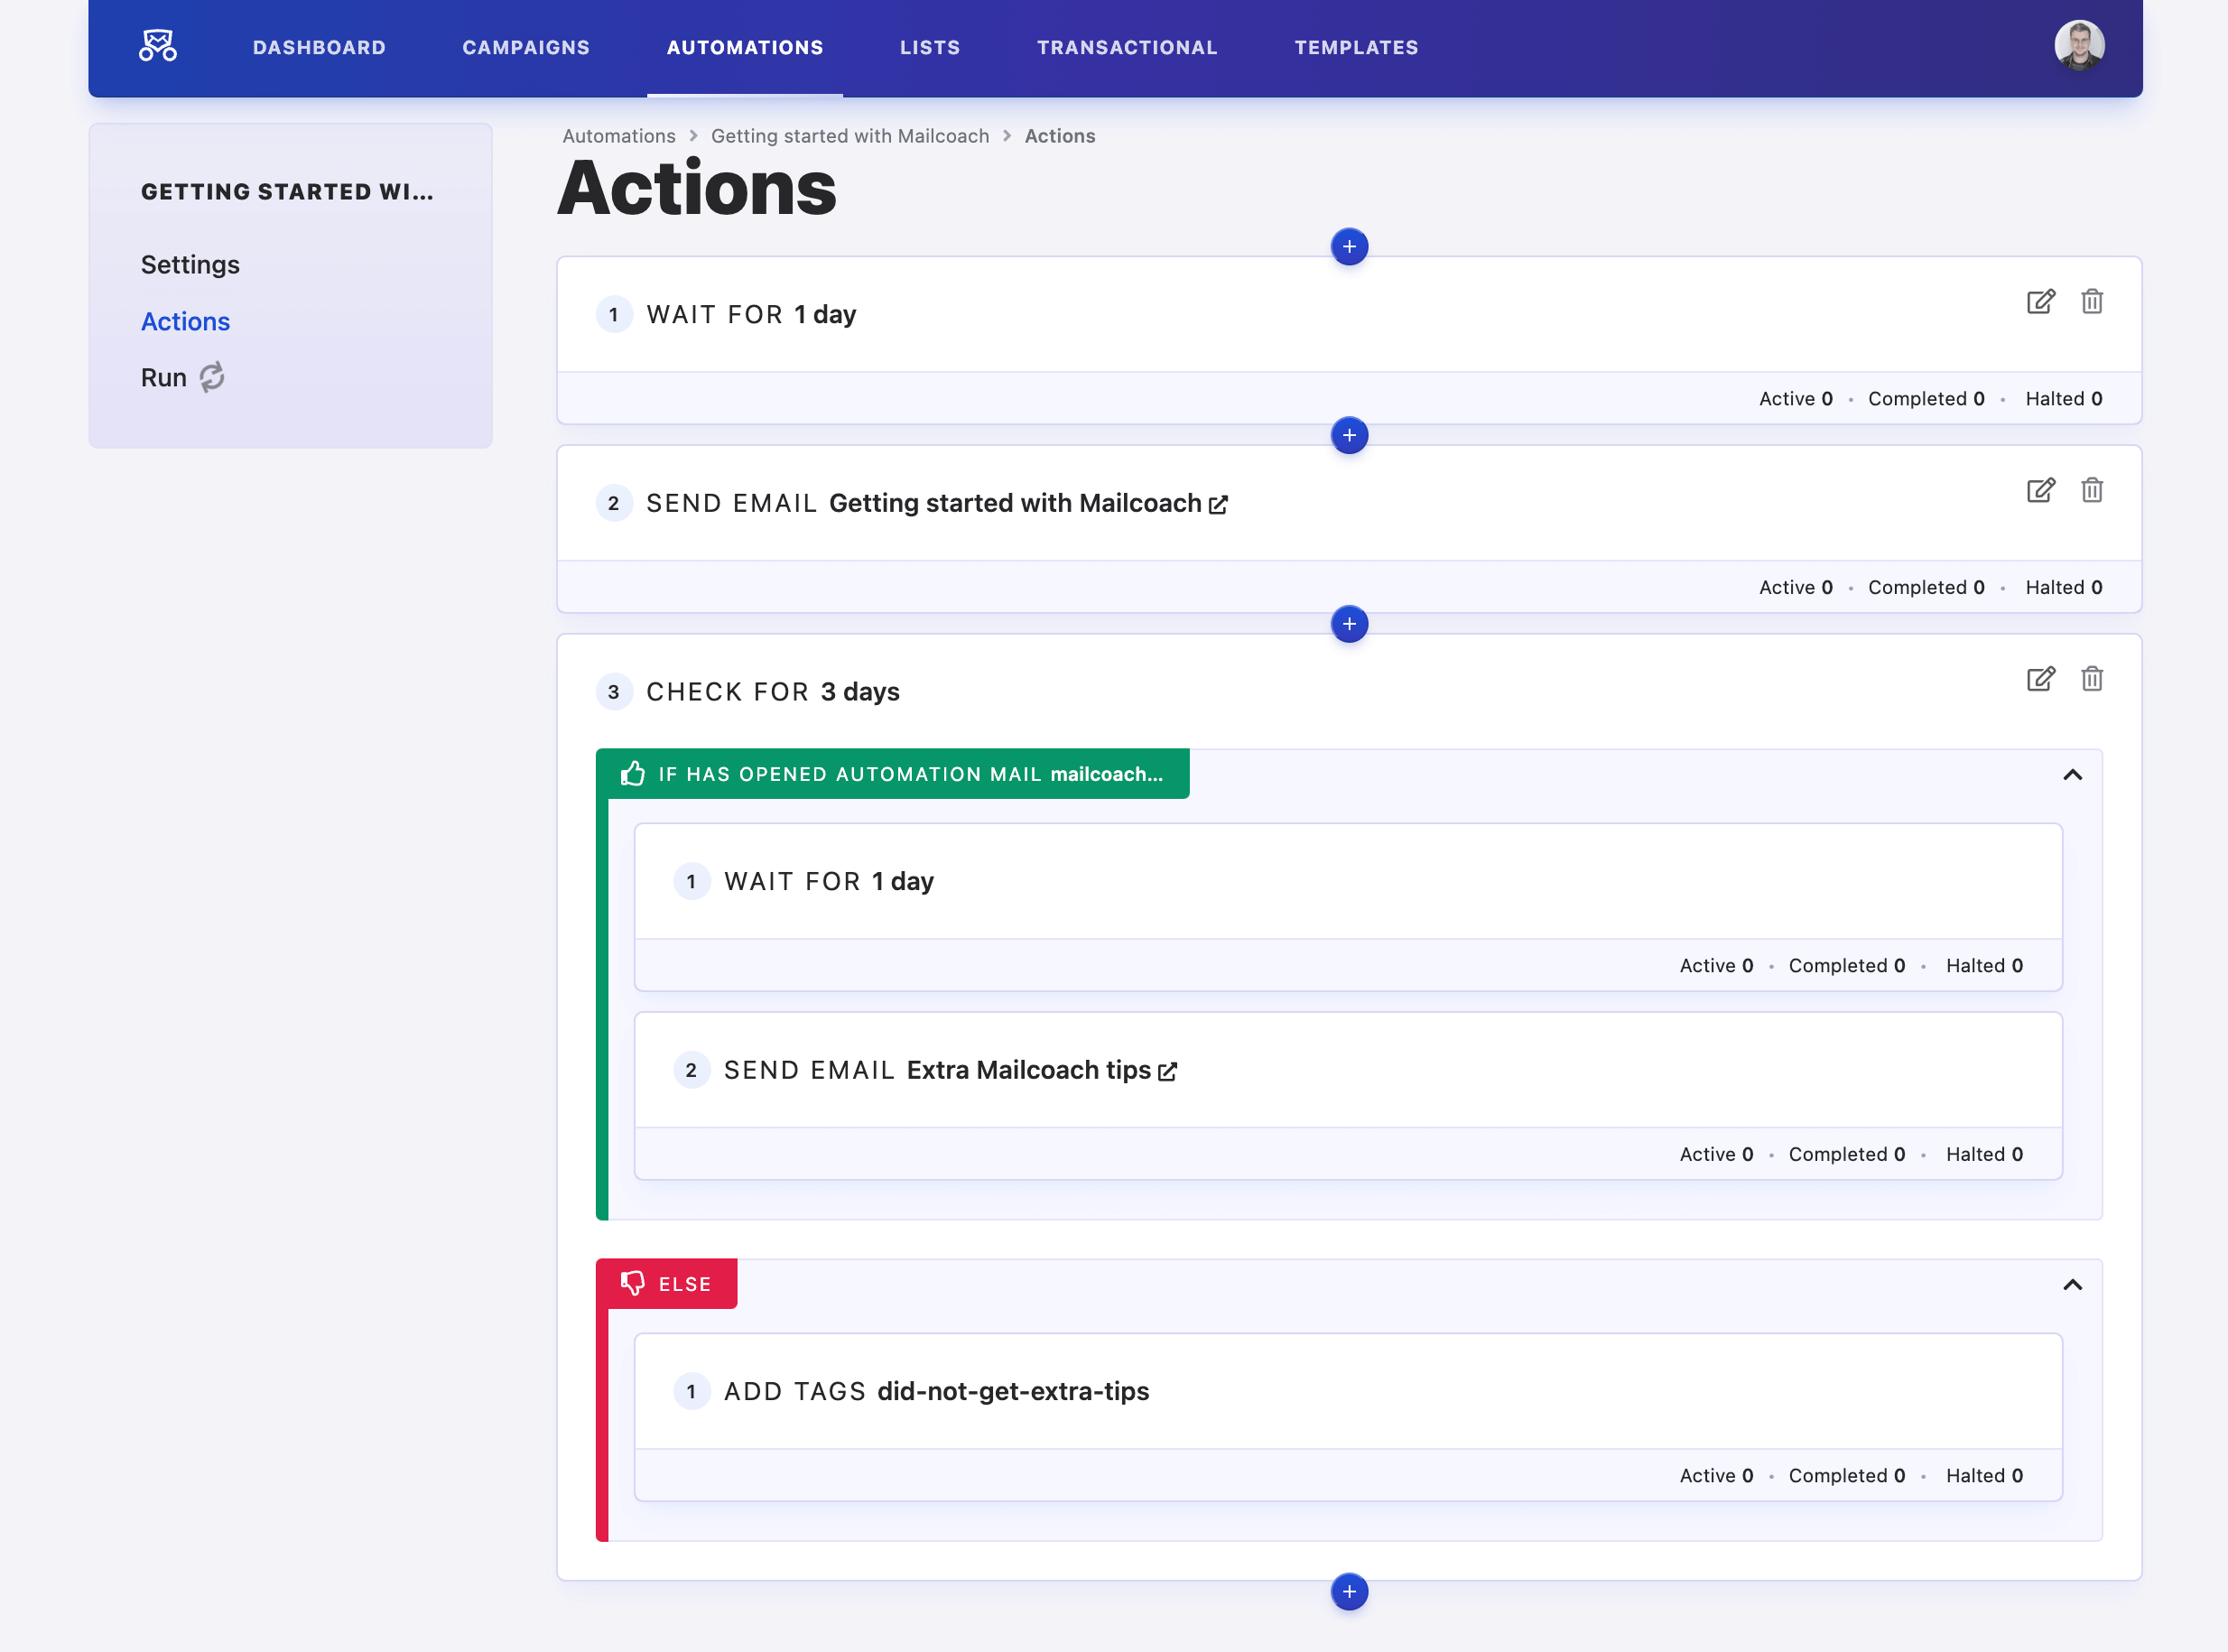 DASHBOARD CAMPAIGNS AUTOMATIONS LISTS TRANSACTIONAL TEMPLATES
GETTING STARTED WI...
Settings
Actions
Run
Automations > Getting started with Mailcoach > Actions
Actions
+
1 WAIT FOR 1 day
Active 0 • Completed 0 • Halted 0
+
2 SEND EMAIL Getting started with Mailcoach
Active 0 • Completed 0 • Halted 0
+
3 CHECK FOR 3 days
IF HAS OPENED AUTOMATION MAIL mailcoach...
1 WAIT FOR 1 day
Active 0 • Completed 0 • Halted 0
2 SEND EMAIL Extra Mailcoach tips
Active 0 • Completed 0 • Halted 0
ELSE
1 ADD TAGS did-not-get-extra-tips
Active 0 • Completed 0 • Halted 0
+